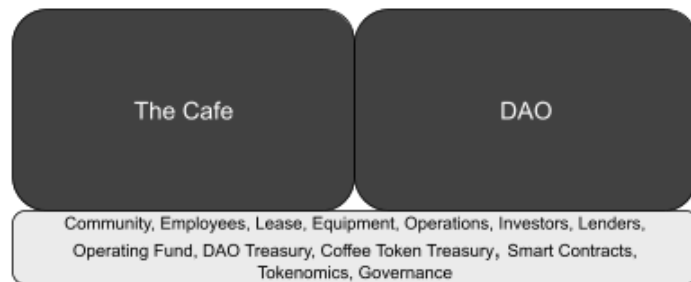 The Cafe
DAO
Community, Employees, Lease, Equipment, Operations, Investors, Lenders,
Operating Fund, DAO Treasury, Coffee Token Treasury, Smart Contracts,
Tokenomics, Governance